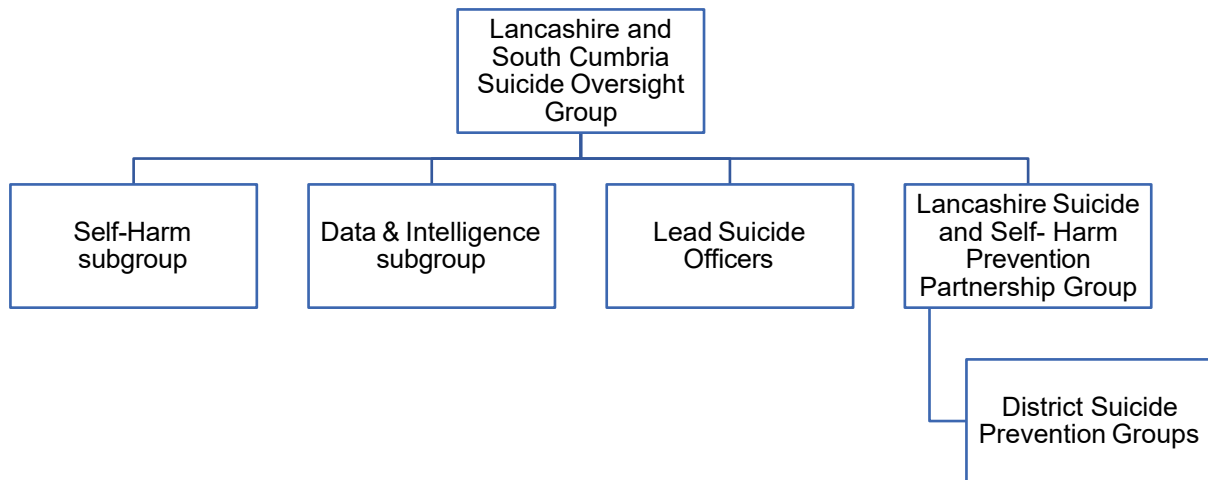 Lancashire and
South Cumbria
Suicide Oversight
Group
Self-Harm
subgroup
Data & Intelligence
subgroup
Lead Suicide
Officers
Lancashire Suicide
and Self- Harm
Prevention
Partnership Group
District Suicide
Prevention Groups